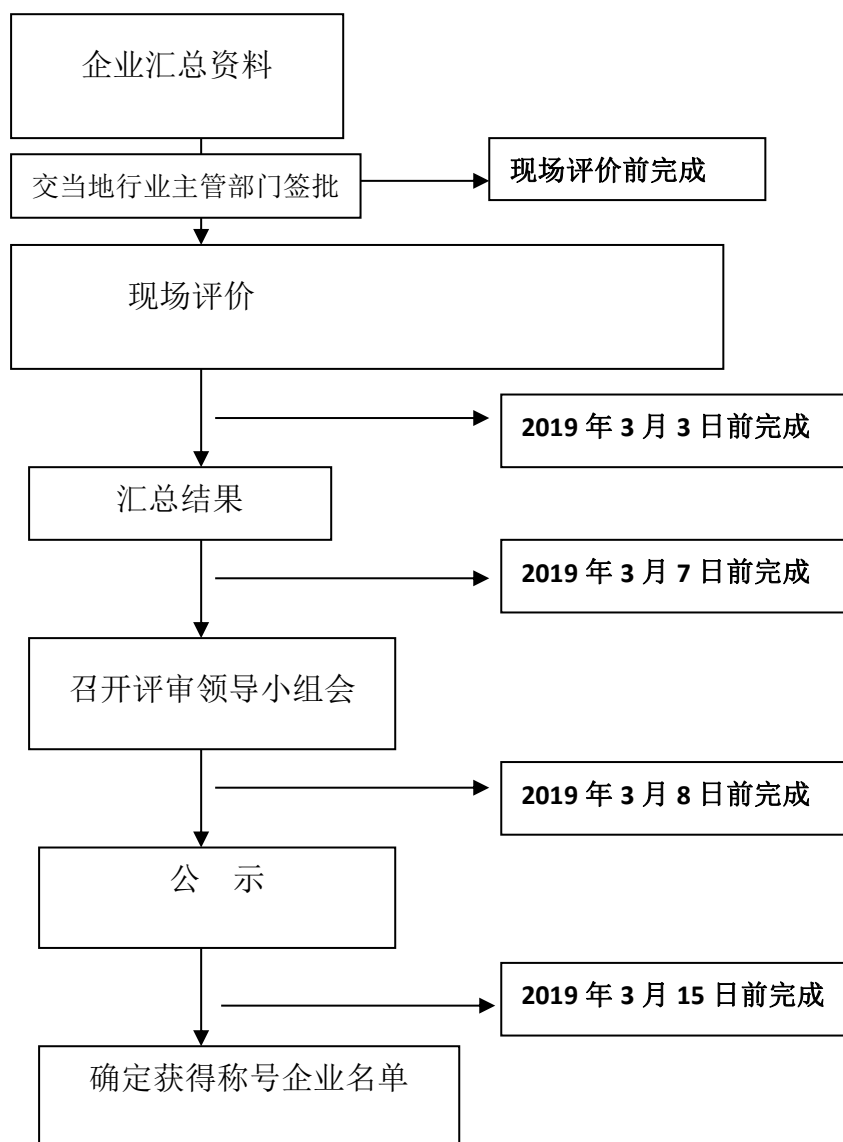 企业汇总资料
交当地行业主管部门签批
现场评价前完成
现场评价
2019 年 3 月 3 日前完成
汇总结果
2019 年 3 月 7 日前完成
召开评审领导小组会
2019 年 3 月 8 日前完成
公 示
2019 年 3 月 15 日前完成
确定获得称号企业名单